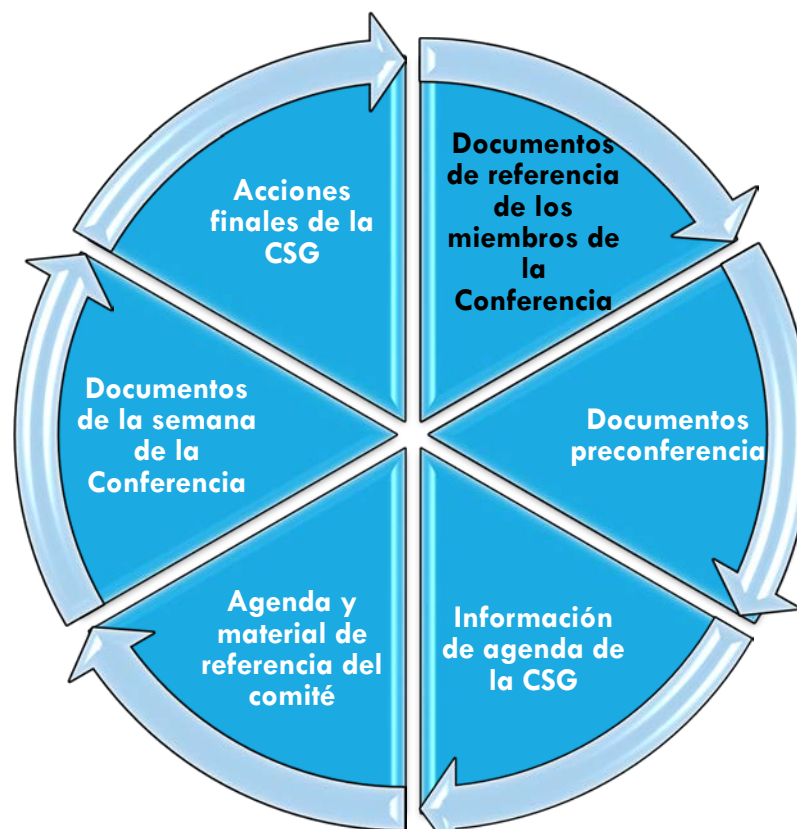 Documentos
de referencia
de los
miembros de
la
Conferencia
Documentos
preconferencia
Información
de agenda de
la CSG
Agenda y
material de
referencia del
comité
Documentos
de la semana
de la
Conferencia
Acciones
finales de la
CSG